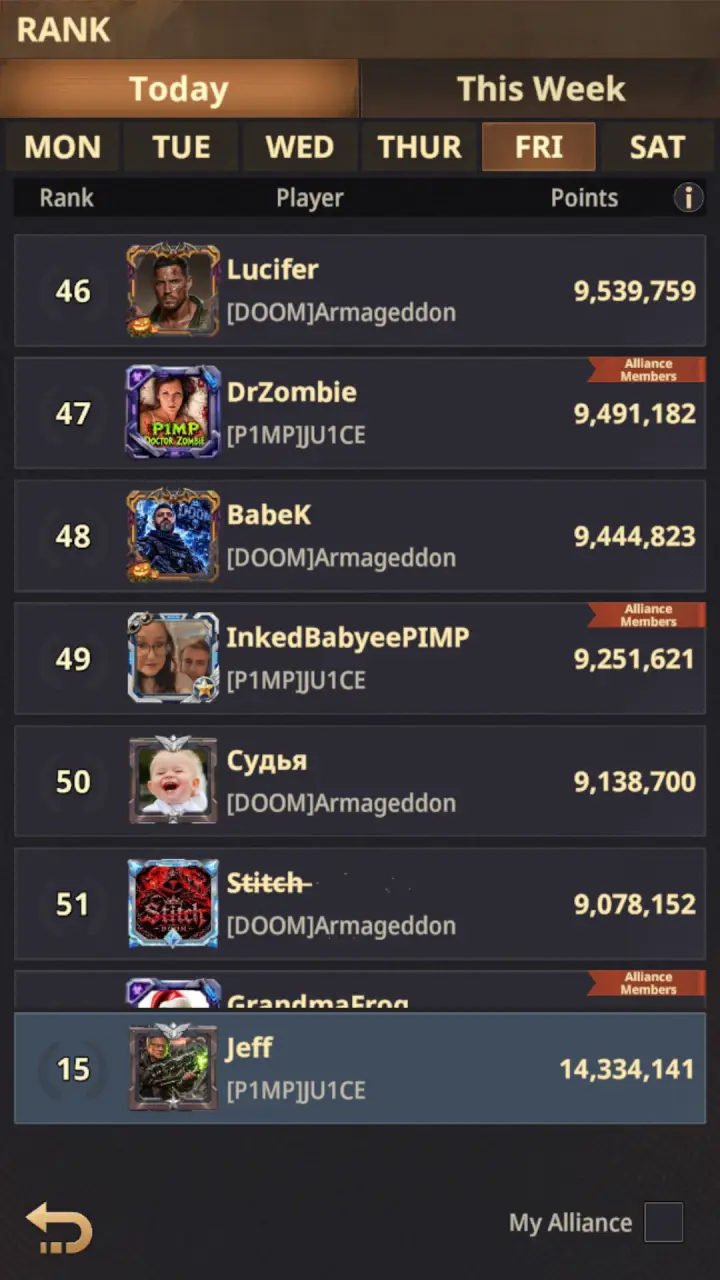 RANK
Today
This Week
MON
TUE
WED
THUR
FRI
SAT
Rank
Player
Points
i
46
Lucifer
[DOOM]Armageddon
9,539,759
Alliance
Members
47
P1MP
DOCTOR ZOMBIE
DrZombie
[P1MP]JU1CE
9,491,182
48
DOOM
BabeK
[DOOM]Armageddon
9,444,823
Alliance
Members
49
InkedBabyeePIMP
[P1MP]JU1CE
9,251,621
50
Судья
[DOOM]Armageddon
9,138,700
51
Stitch
DOOM
Stitch
[DOOM]Armageddon
9,078,152
Alliance
Members
GrandmaFrog
15
Jeff
[P1MP]JU1CE
14,334,141
My Alliance